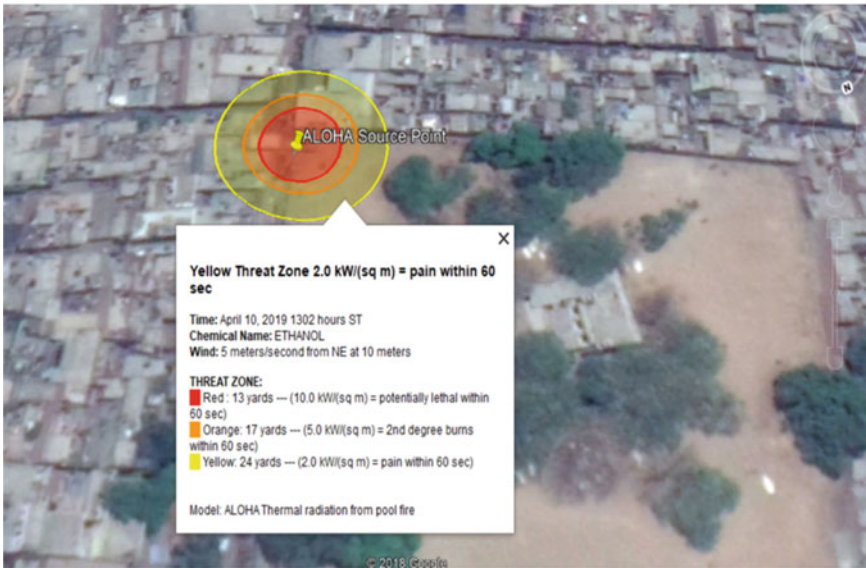 N
ALOHA Source Point
X
Yellow Threat Zone 2.0 kW/(sq m) = pain within 60
sec
Time: April 10, 2019 1302 hours ST
Chemical Name: ETHANOL
Wind: 5 meters/second from NE at 10 meters
THREAT ZONE:
Red : 13 yards --- (10.0 kW/(sq m) = potentially lethal within
60 sec)
Orange: 17 yards --- (5.0 kW/(sq m) = 2nd degree burns
within 60 sec)
Yellow: 24 yards --- (2.0 kW/(sq m) = pain within 60 sec)
Model: ALOHA Thermal radiation from pool fire
© 2018 Google